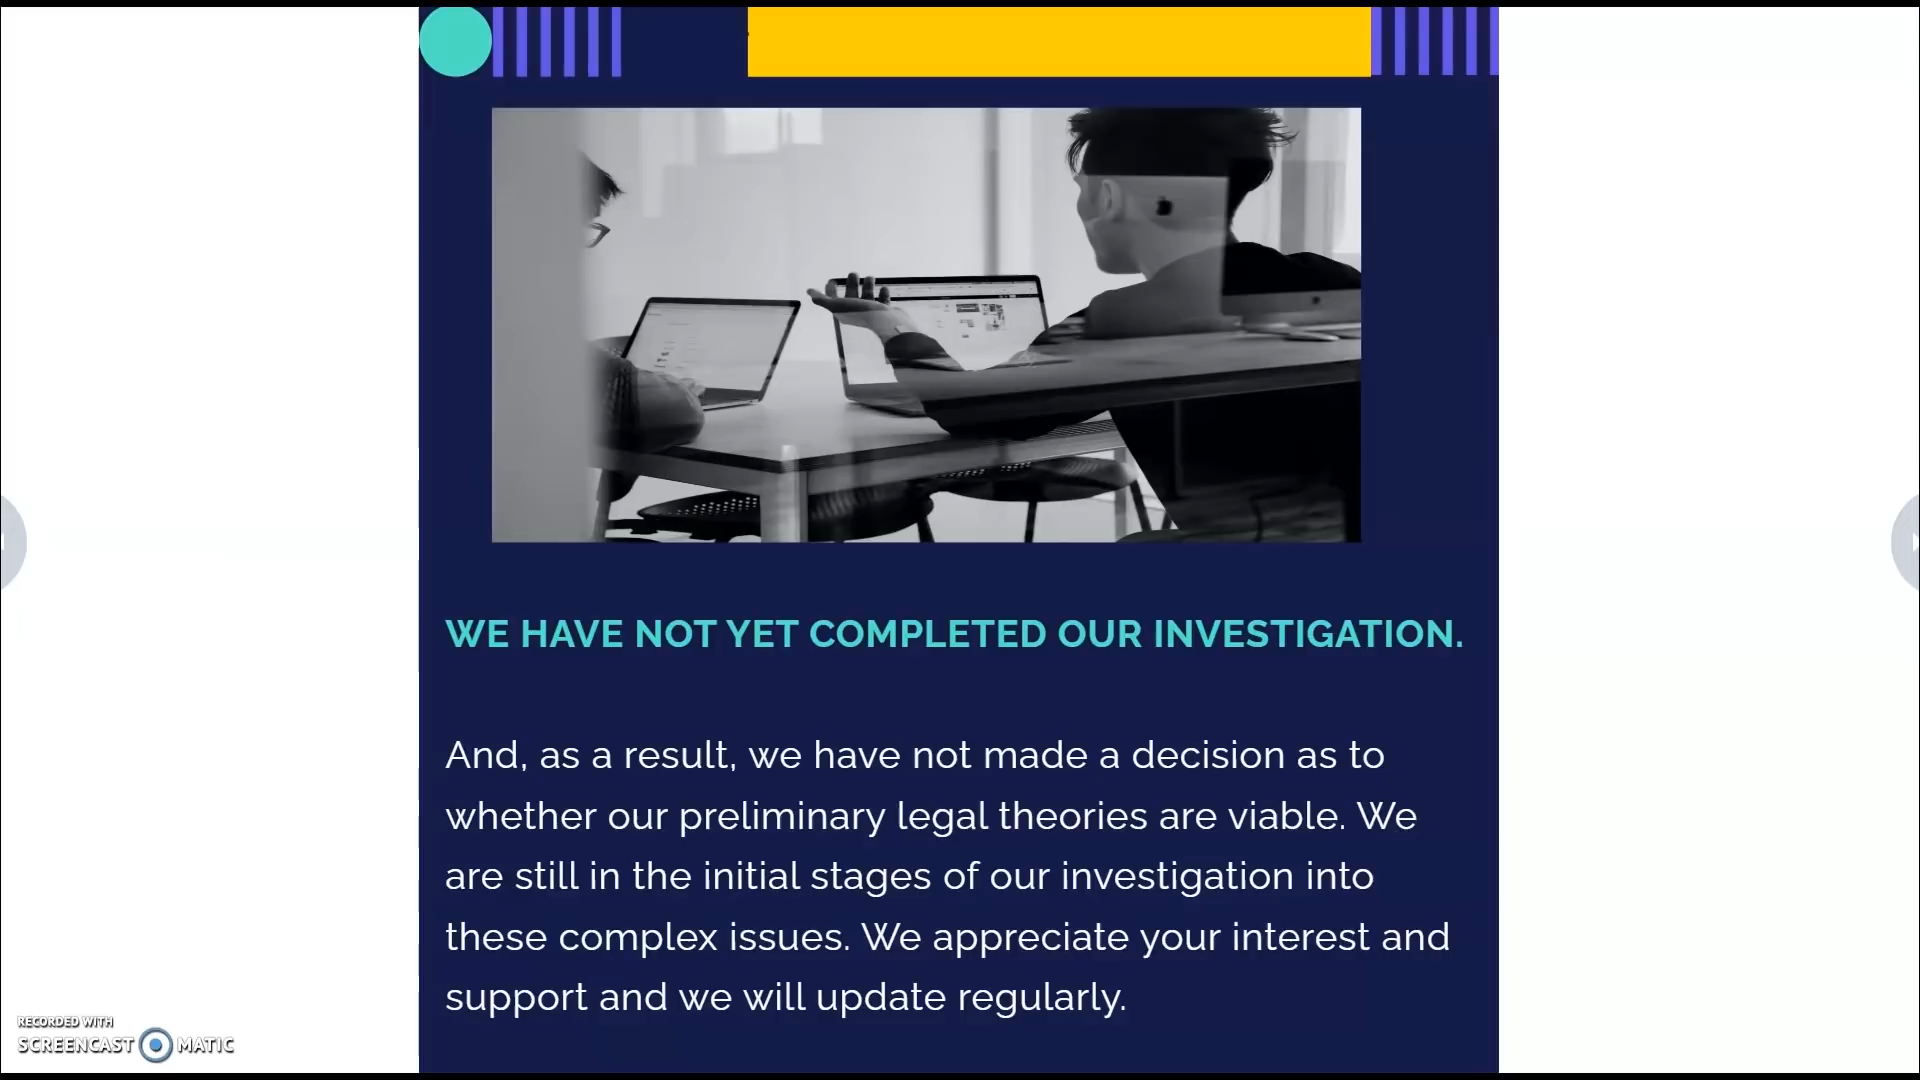 WE HAVE NOT YET COMPLETED OUR INVESTIGATION.
And, as a result, we have not made a decision as to
whether our preliminary legal theories are viable. We
are still in the initial stages of our investigation into
these complex issues. We appreciate your interest and
support and we will update regularly.
RECORDED WITH
SCREENCAST MATIC